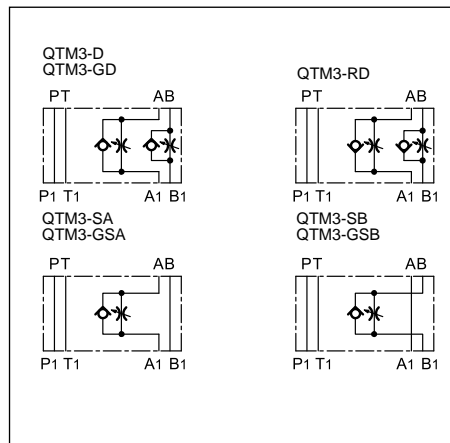 QTM3-D
QTM3-GD
PT AB
P1 T1 A1 B1
QTM3-RD
PT AB
P1 T1 A1 B1
QTM3-SA
QTM3-GSA
PT AB
P1 T1 A1 B1
QTM3-SB
QTM3-GSB
PT AB
P1 T1 A1 B1